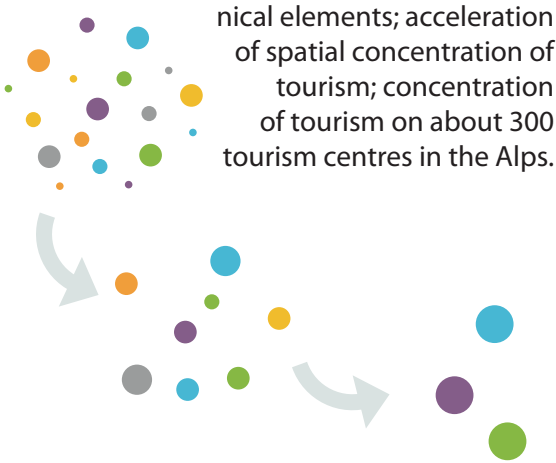 nical elements; acceleration
of spatial concentration of
tourism; concentration
of tourism on about 300
tourism centres in the Alps.